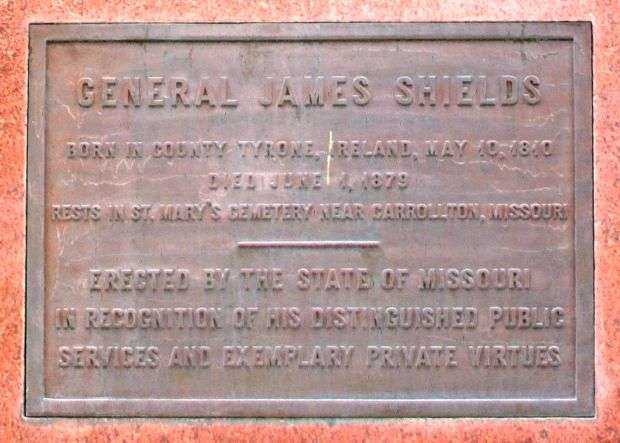 GENERAL JAMES SHIELDS
BORN IN COUNTY TYRONE, IRELAND, MAY 10, 1810
DIED JUNE 1, 1879
RESTS IN ST. MARY'S CEMETERY NEAR CARROLLTON, MISSOURI
ERECTED BY THE STATE OF MISSOURI
IN RECOGNITION OF HIS DISTINGUISHED PUBLIC
SERVICES AND EXEMPLARY PRIVATE VIRTUES